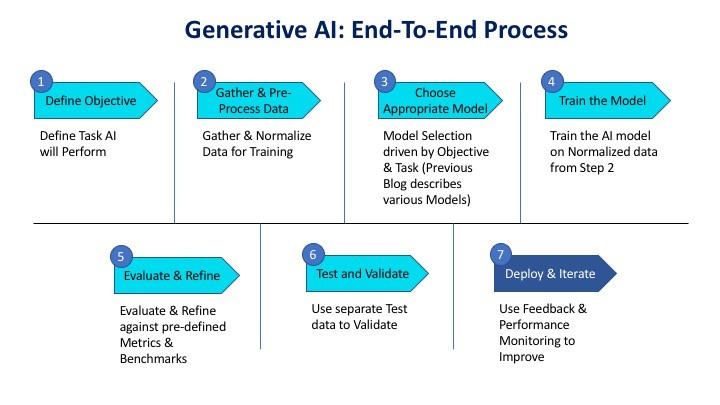 Generative AI: End-To-End Process
1
Define Objective
Define Task AI
will Perform
2
Gather & Pre-
Process Data
Gather & Normalize
Data for Training
3
Choose
Appropriate Model
Model Selection
driven by Objective
& Task (Previous
Blog describes
various Models)
4
Train the Model
Train the AI model
on Normalized data
from Step 2
5
Evaluate & Refine
Evaluate & Refine
against pre-defined
Metrics &
Benchmarks
6
Test and Validate
Use separate Test
data to Validate
7
Deploy & Iterate
Use Feedback &
Performance
Monitoring to
Improve